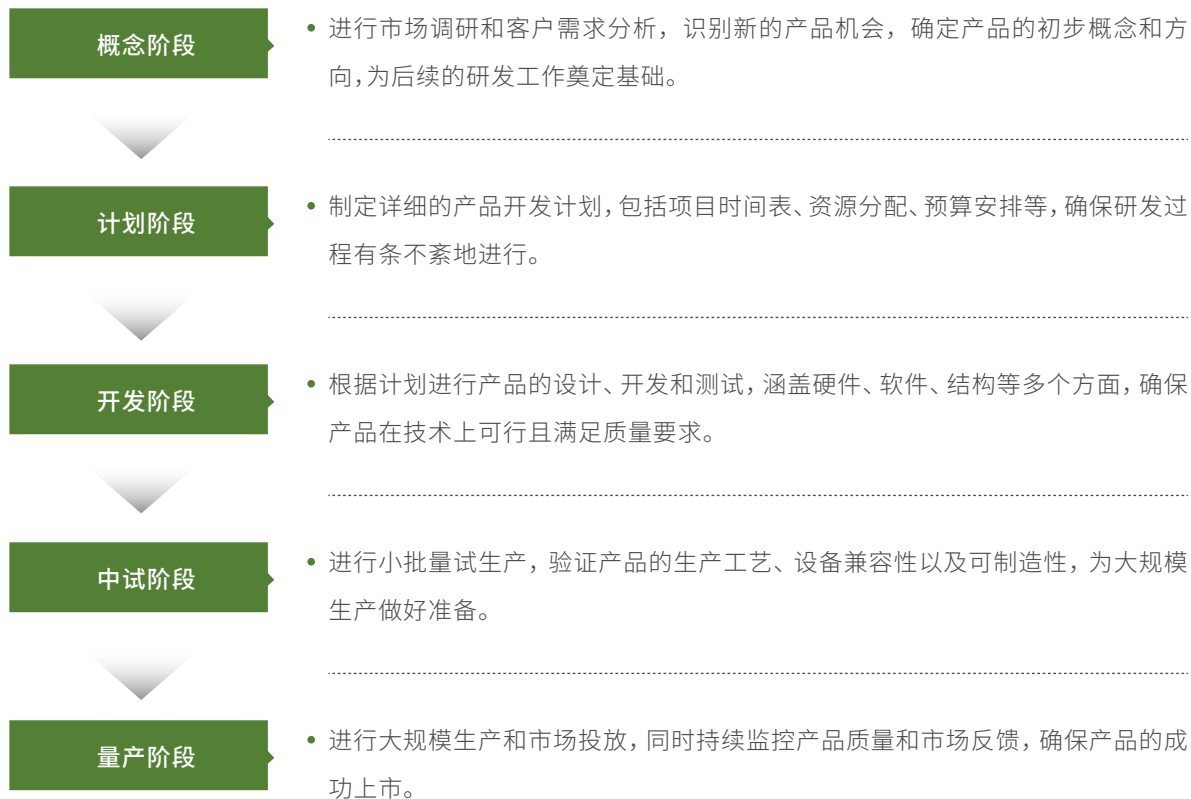 概念阶段
• 进行市场调研和客户需求分析，识别新的产品机会，确定产品的初步概念和方
向，为后续的研发工作奠定基础。
计划阶段
• 制定详细的产品开发计划，包括项目时间表、资源分配、预算安排等，确保研发过
程有条不紊地进行。
开发阶段
• 根据计划进行产品的设计、开发和测试，涵盖硬件、软件、结构等多个方面，确保
产品在技术上可行且满足质量要求。
中试阶段
• 进行小批量试生产，验证产品的生产工艺、设备兼容性以及可制造性，为大规模
生产做好准备。
量产阶段
• 进行大规模生产和市场投放，同时持续监控产品质量和市场反馈，确保产品的成
功上市。